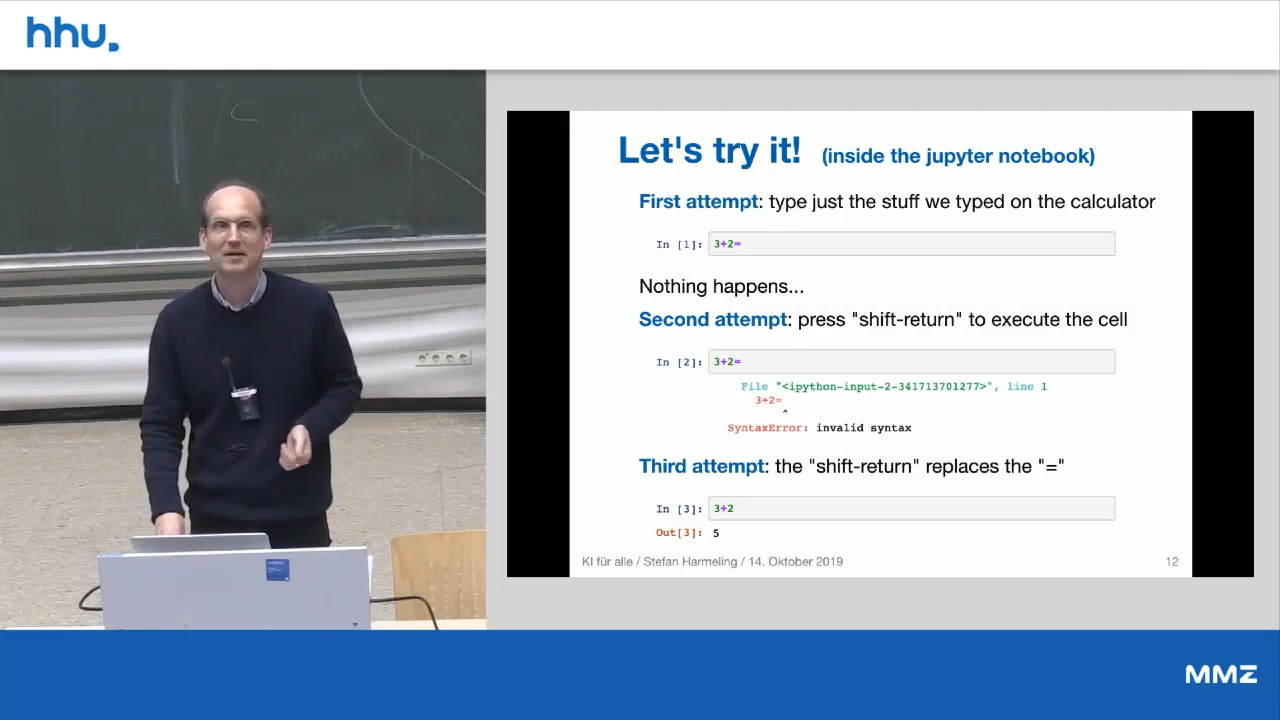 hhu.
Let's try it! (inside the jupyter notebook)
First attempt: type just the stuff we typed on the calculator
In [1]: 3+2=
Nothing happens...
Second attempt: press "shift-return" to execute the cell
In [2]: 3+2=
File "<ipython-input-2-341713701277>", line 1
3+2=
^
SyntaxError: invalid syntax
Third attempt: the "shift-return" replaces the "="
In [3]: 3+2
Out[3]: 5
KI für alle / Stefan Harmeling / 14. Oktober 2019 12
MMZ